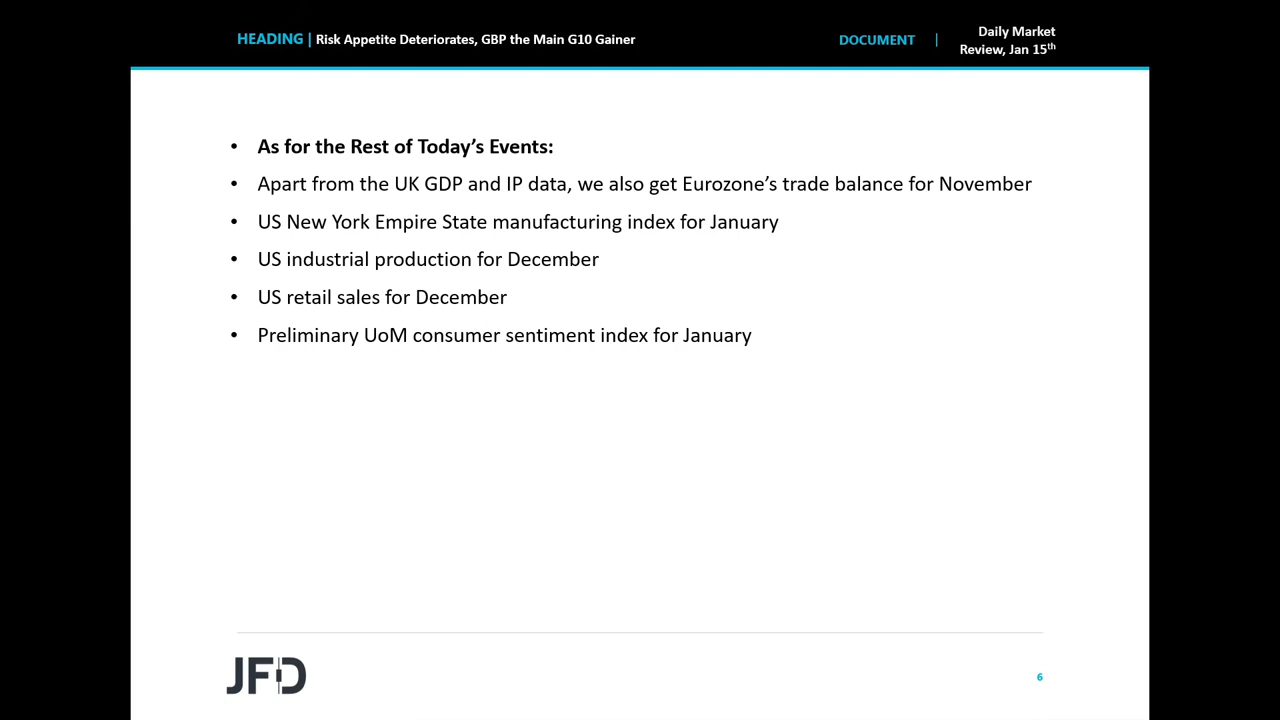 HEADING | Risk Appetite Deteriorates, GBP the Main G10 Gainer
DOCUMENT |
Daily Market
Review, Jan 15th
• As for the Rest of Today’s Events:
• Apart from the UK GDP and IP data, we also get Eurozone’s trade balance for November
• US New York Empire State manufacturing index for January
• US industrial production for December
• US retail sales for December
• Preliminary UoM consumer sentiment index for January
JFD
6